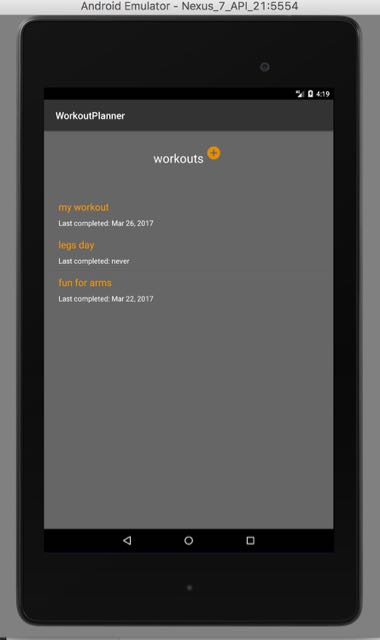 Android Emulator - Nexus_7_API_21:5554
4:19
WorkoutPlanner
workouts
my workout
Last completed: Mar 26, 2017
legs day
Last completed: never
fun for arms
Last completed: Mar 22, 2017